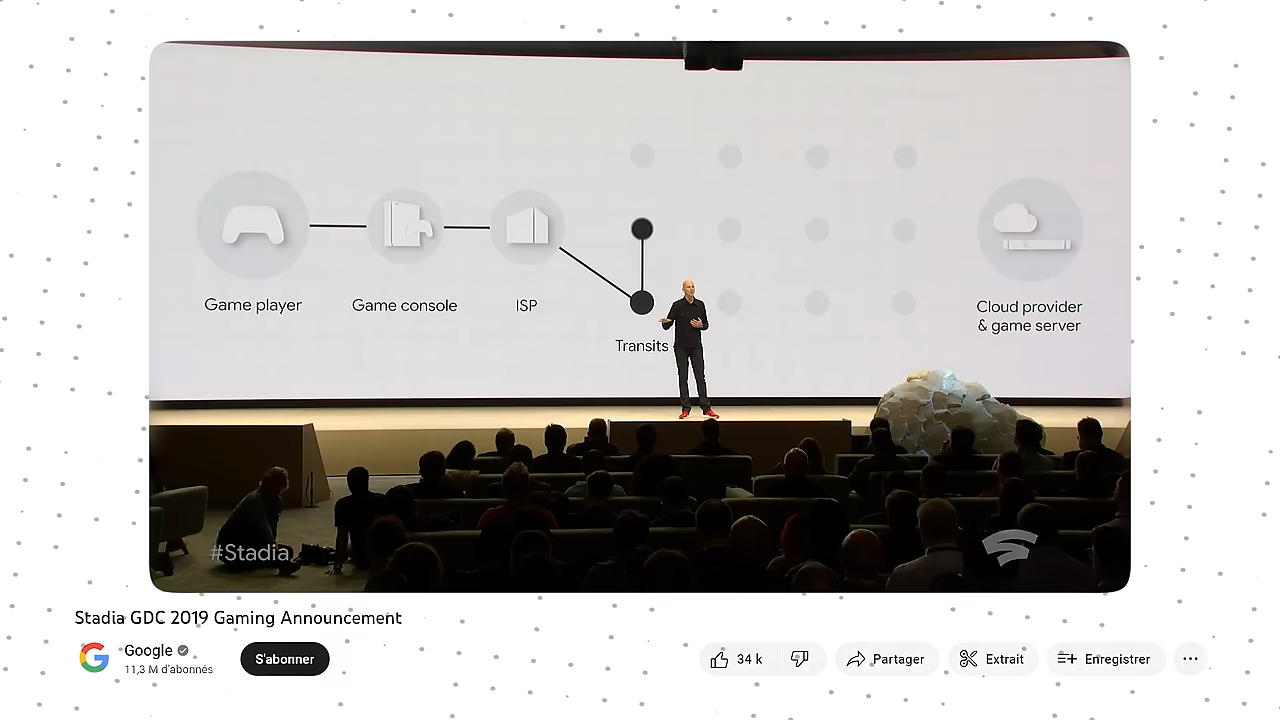 Game player
Game console
ISP
Transits
Cloud provider
& game server
#Stadia
Stadia GDC 2019 Gaming Announcement
Google
11,3 M d'abonnés
S'abonner
34 k
Partager
Extrait
Enregistrer